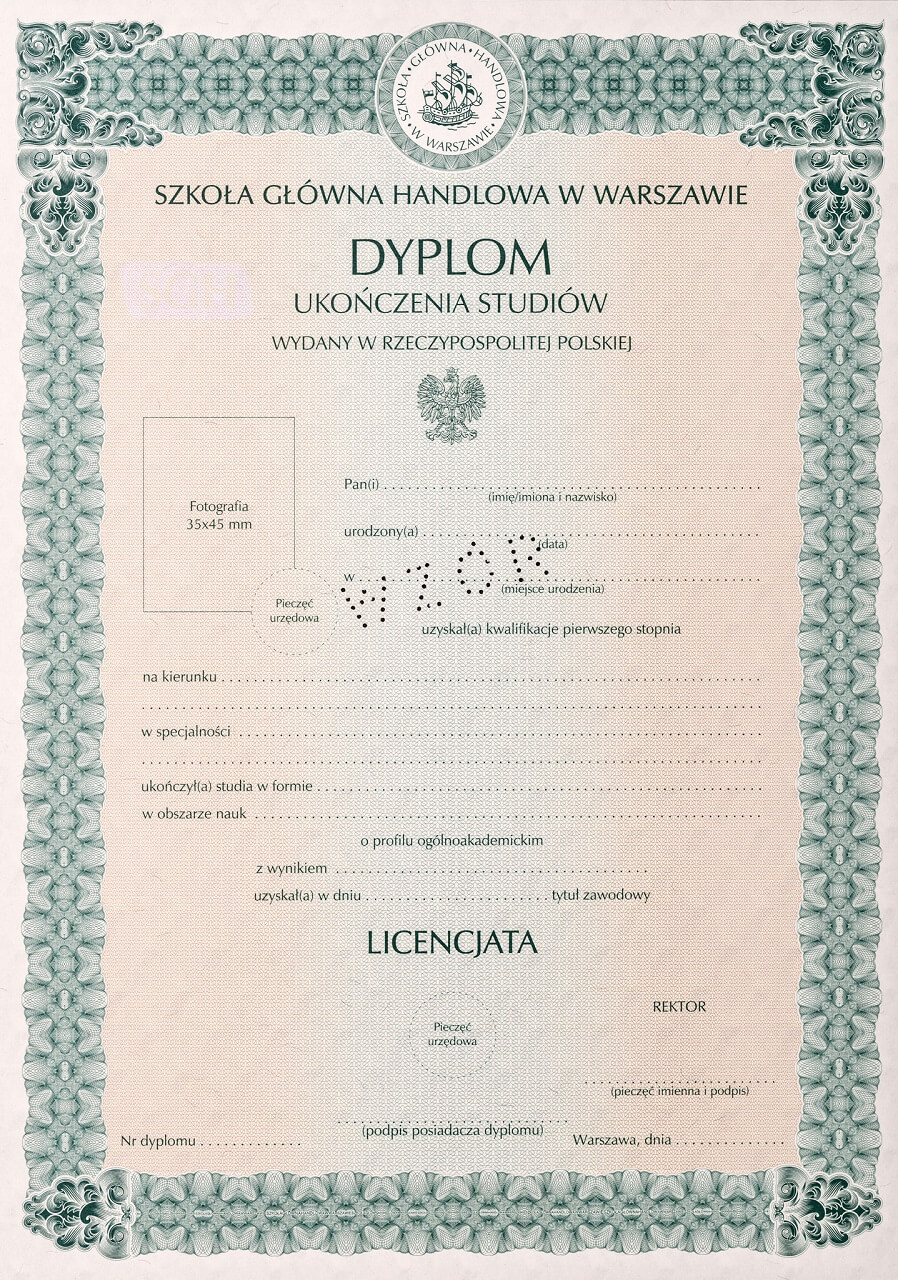 SZKOŁA • GŁÓWNA • HANDLOWA • W WARSZAWIE •
SZKOŁA GŁÓWNA HANDLOWA W WARSZAWIE
DYPLOM
UKOŃCZENIA STUDIÓW
WYDANY W RZECZYPOSPOLITEJ POLSKIEJ
Fotografia
35x45 mm
Pieczęć
urzędowa
Pan(i)
(imię/imiona i nazwisko)
urodzony(a)
(data)
w
(miejsce urodzenia)
WZÓR
uzyskał(a) kwalifikacje pierwszego stopnia
na kierunku
w specjalności
ukończył(a) studia w formie
w obszarze nauk
o profilu ogólnoakademickim
z wynikiem
uzyskał(a) w dniu tytuł zawodowy
LICENCJATA
Pieczęć
urzędowa
REKTOR
(pieczęć imienna i podpis)
(podpis posiadacza dyplomu)
Nr dyplomu
Warszawa, dnia